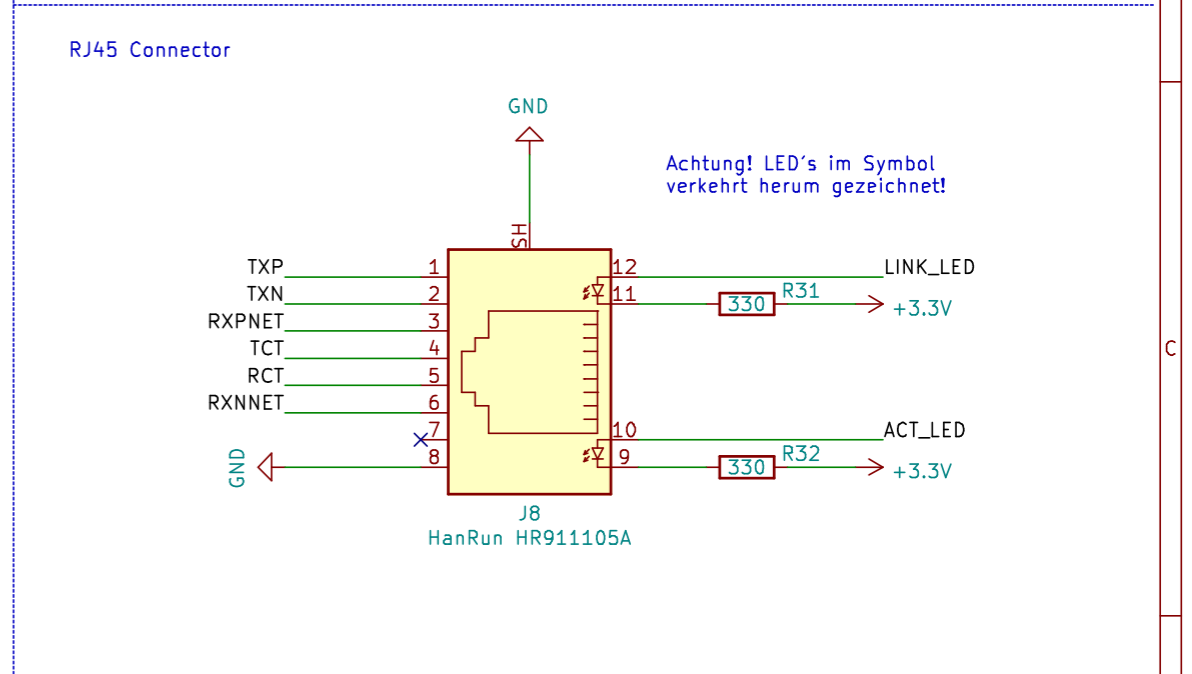 RJ45 Connector
GND
Achtung! LED's im Symbol
verkehrt herum gezeichnet!
SH
TXP 1
TXN 2
RXPNET 3
TCT 4
RCT 5
RXNNET 6
7
GND 8
12 LINK_LED
11 330 R31 +3.3V
10 ACT_LED
9 330 R32 +3.3V
J8
HanRun HR911105A
C